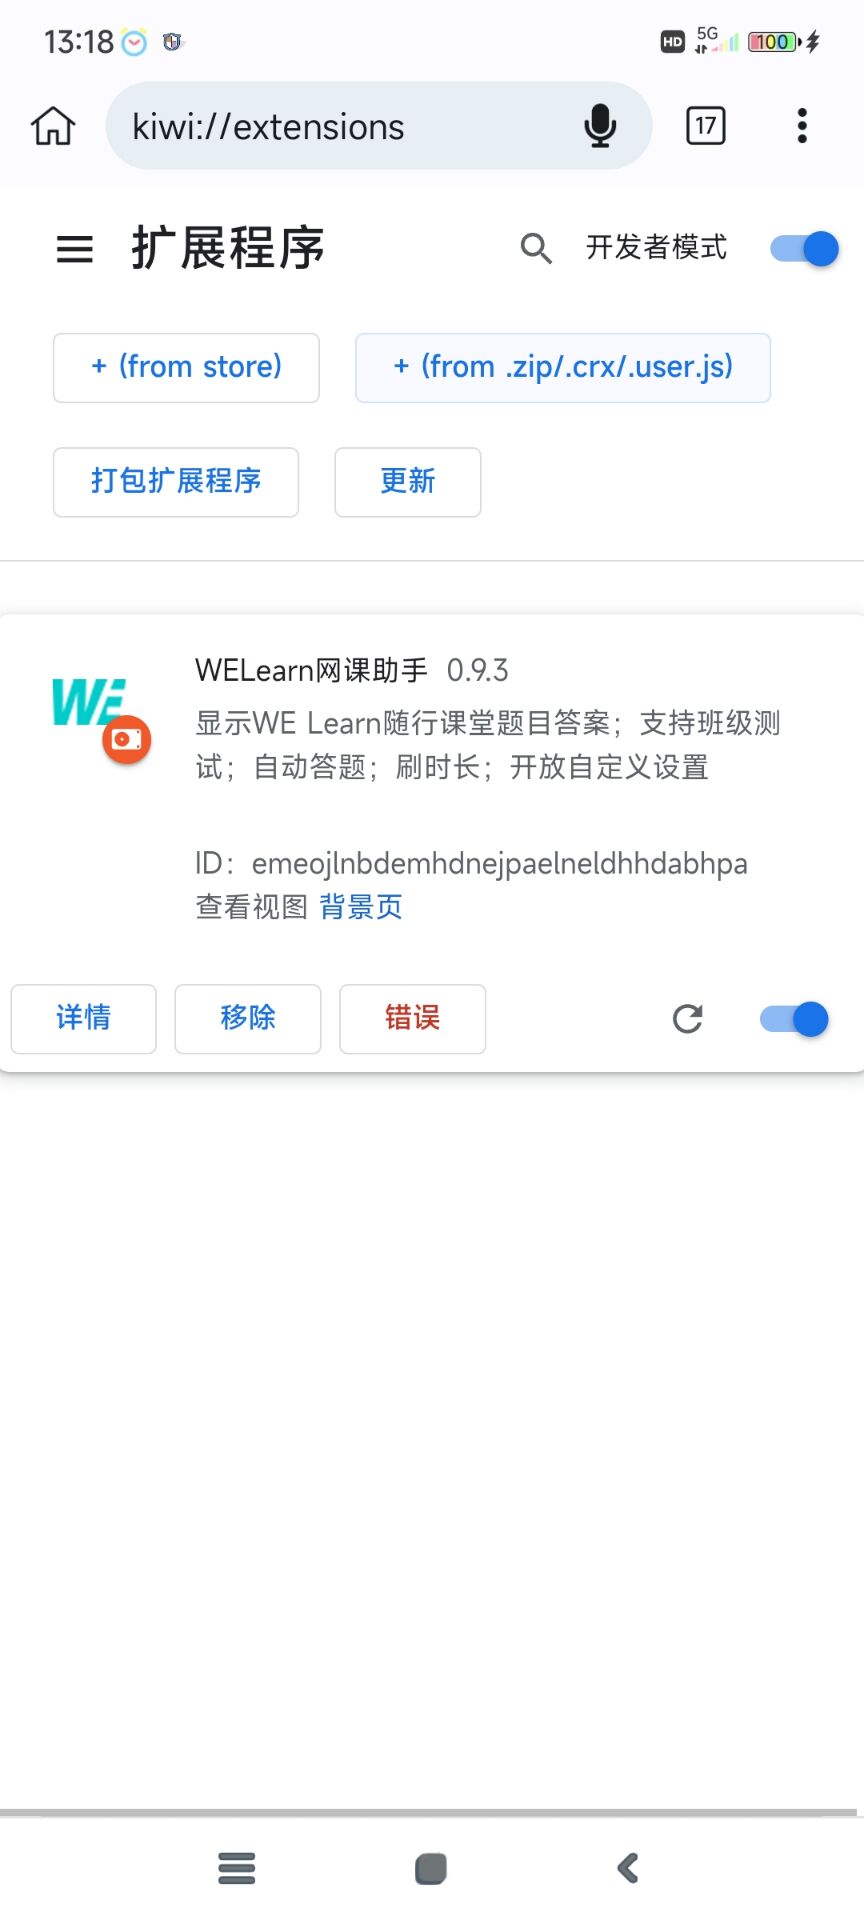 13:18
HD 5G 100
kiwi://extensions
17
扩展程序
开发者模式
+ (from store)
+ (from .zip/.crx/.user.js)
打包扩展程序
更新
WE
WELearn网课助手 0.9.3
显示WE Learn随行课堂题目答案；支持班级测
试；自动答题；刷时长；开放自定义设置
ID：emeojlnbdemhdnejpaelneldhhdabhpa
查看视图 背景页
详情
移除
错误